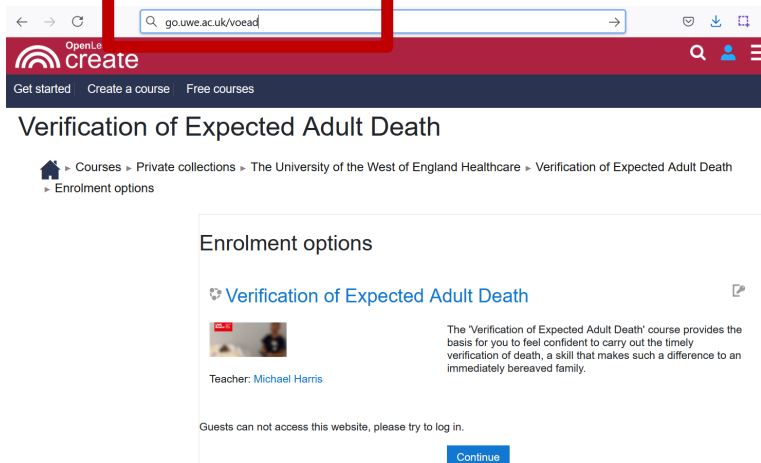 go.uwe.ac.uk/voead
OpenLe
create
Get started Create a course Free courses
Verification of Expected Adult Death
Courses ► Private collections ► The University of the West of England Healthcare ► Verification of Expected Adult Death
► Enrolment options
Enrolment options
Verification of Expected Adult Death
The 'Verification of Expected Adult Death' course provides the
basis for you to feel confident to carry out the timely
verification of death, a skill that makes such a difference to an
immediately bereaved family.
Teacher: Michael Harris
Guests can not access this website, please try to log in.
Continue